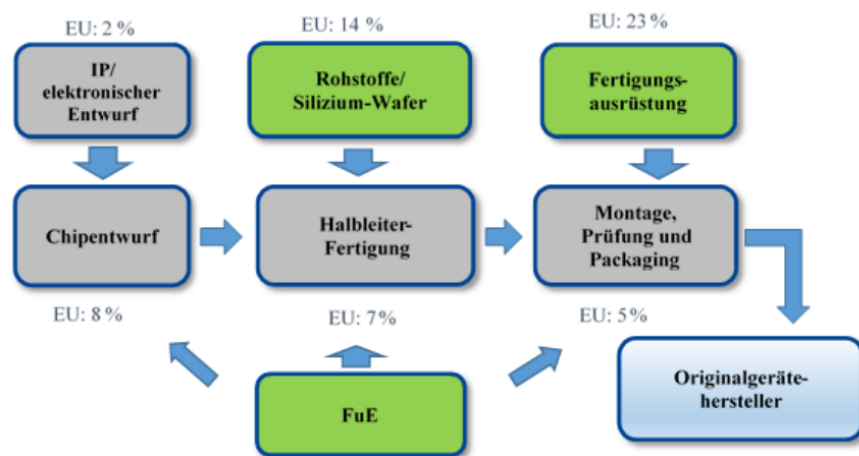 EU: 2 %
EU: 14 %
EU: 23 %
IP/
elektronischer
Entwurf
Rohstoffe/
Silizium-Wafer
Fertigungs-
ausrüstung
Chipentwurf
Halbleiter-
Fertigung
Montage,
Prüfung und
Packaging
EU: 8 %
EU: 7%
EU: 5%
FuE
Originalgeräte-
hersteller